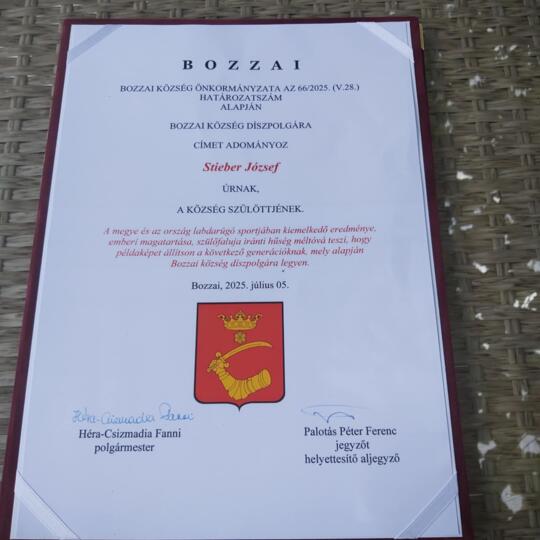 BOZZAI
BOZZAI KÖZSÉG ÖNKORMÁNYZATA AZ 66/2025. (V.28.)
HATÁROZATSZÁM
ALAPJÁN
BOZZAI KÖZSÉG DÍSZPOLGÁRA
CÍMET ADOMÁNYOZ
Stieber József
ÚRNAK,
A KÖZSÉG SZÜLÖTTJÉNEK.
A megye és az ország labdarúgó sportjában kiemelkedő eredménye,
emberi magatartása, szülőfaluja iránti hűség méltóvá teszi, hogy
példaképet állítson a következő generációknak, mely alapján
Bozzai község díszpolgára legyen.
Bozzai, 2025. július 05.
Héra-Csizmadia Fanni
Héra-Csizmadia Fanni
polgármester
Palotás Péter Ferenc
jegyzőt
helyettesítő aljegyző